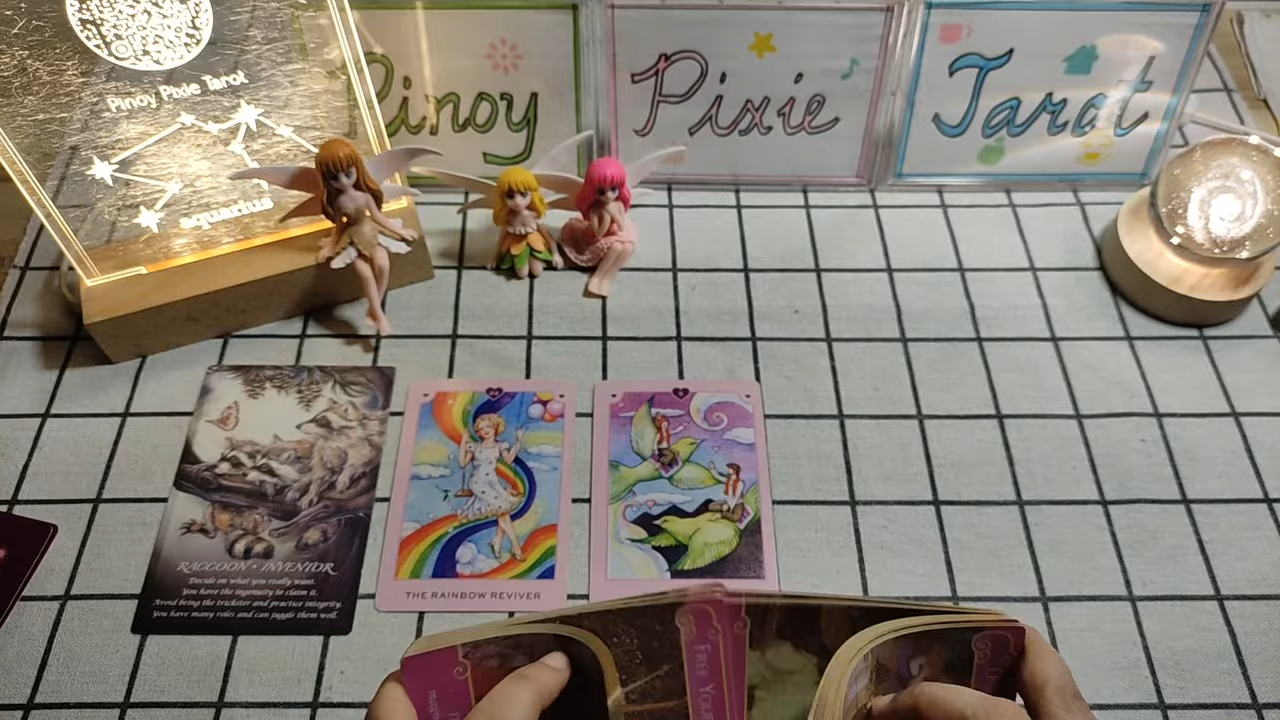 Pinoy Pixie Tarot
aquarius
Pinoy
Pixie
Tarot
RACCOON • INVENTOR
Decide on what you really want.
You have the ingenuity to claim it.
Avoid being the trickster and practice integrity.
You have many roles and can juggle them well.
THE RAINBOW REVIVER